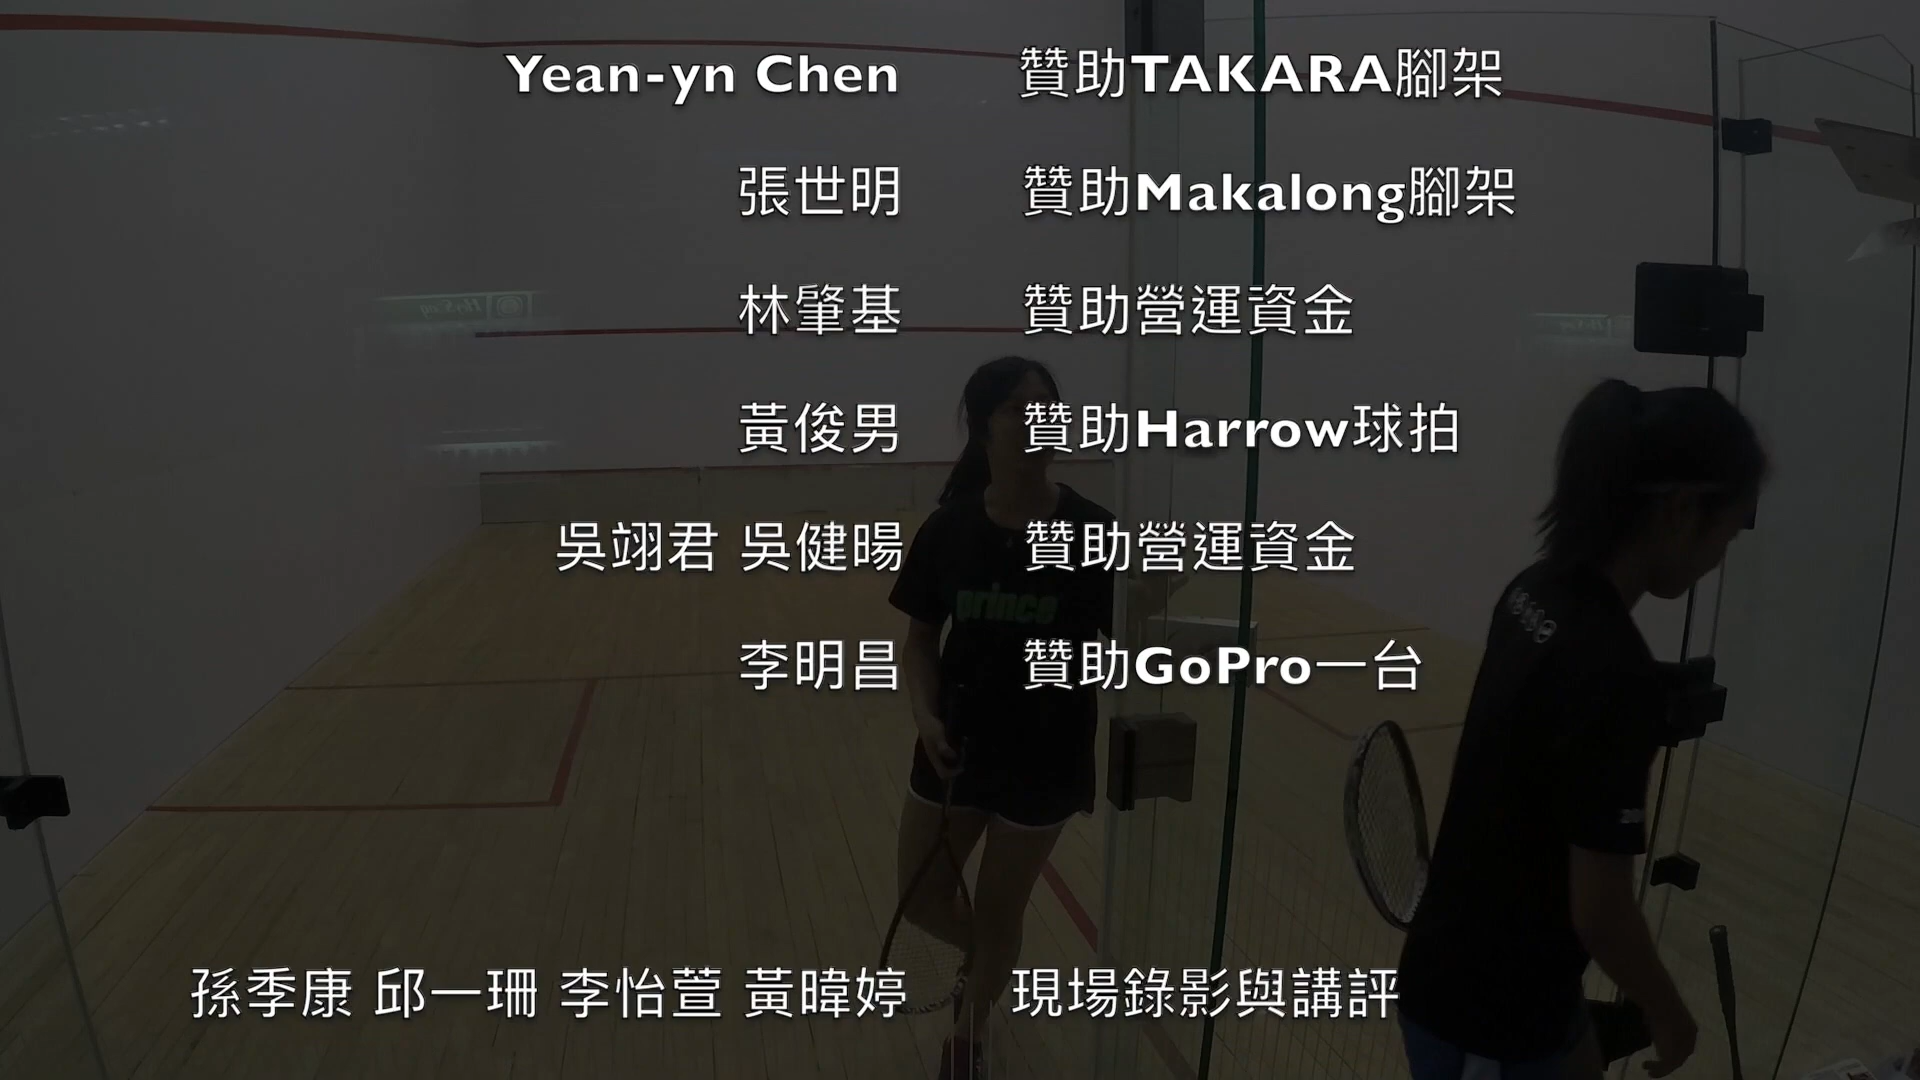 Yean-yn Chen 贊助TAKARA腳架
張世明 贊助Makalong腳架
林肇基 贊助營運資金
黃俊男 贊助Harrow球拍
吳翊君 吳健暘 贊助營運資金
prince
李明昌 贊助GoPro一台
孫季康 邱一珊 李怡萱 黃暐婷 現場錄影與講評